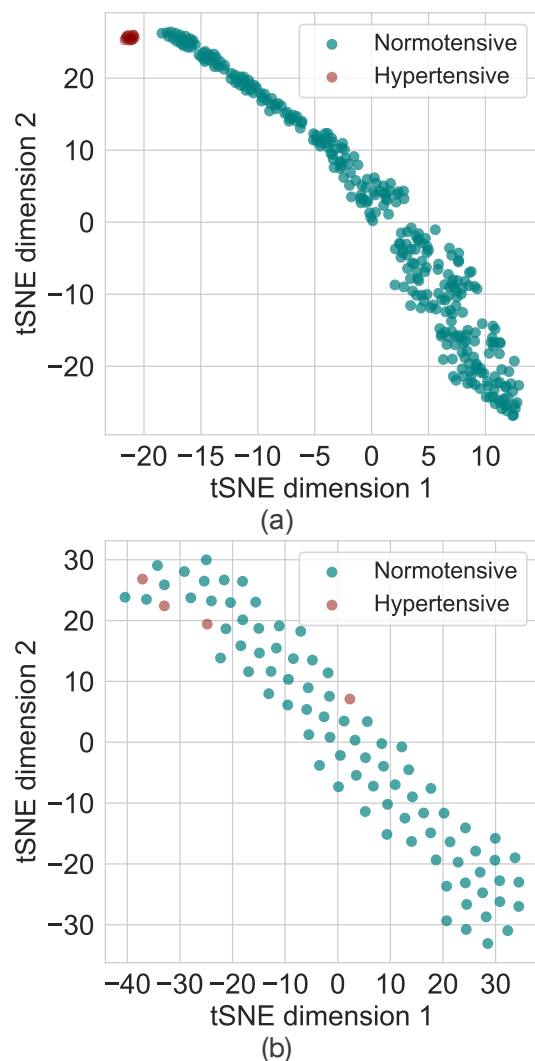 Normotensive
Hypertensive
20
10
0
−10
−20
tSNE dimension 2
−20 −15 −10 −5 0 5 10
tSNE dimension 1
(a)
30
Normotensive
Hypertensive
20
10
0
−10
−20
−30
tSNE dimension 2
−40 −30 −20 −10 0 10 20 30
tSNE dimension 1
(b)